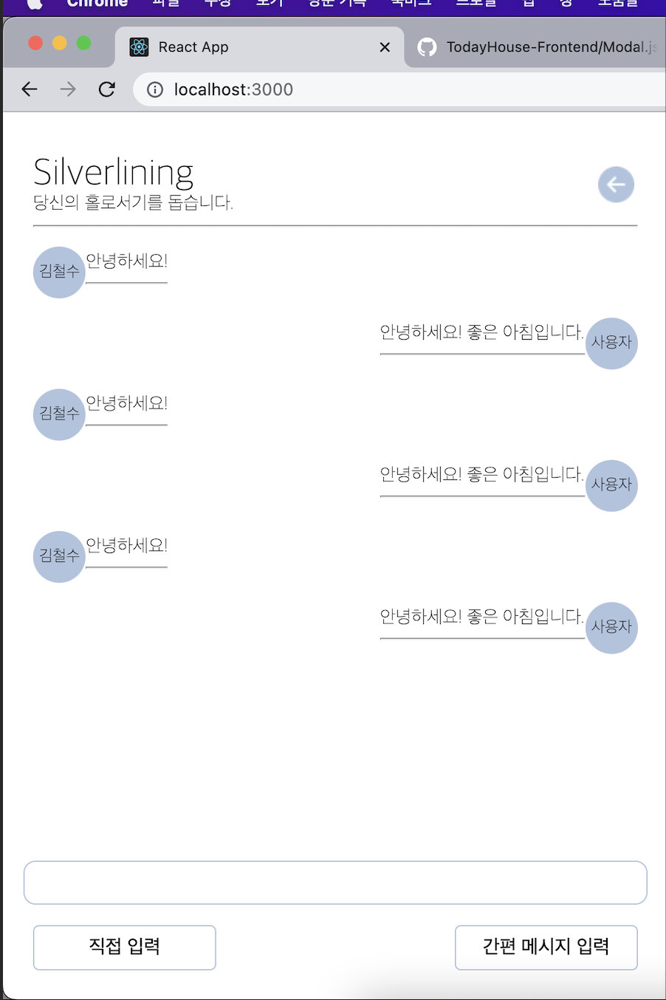 Chrome 파일 수정 보기 방문 기록 북마크 프로필 탭 창 도움말
React App
TodayHouse-Frontend/Modal.js
localhost:3000
Silverlining
당신의 홀로서기를 돕습니다.
김철수
안녕하세요!
안녕하세요! 좋은 아침입니다.
사용자
김철수
안녕하세요!
안녕하세요! 좋은 아침입니다.
사용자
김철수
안녕하세요!
안녕하세요! 좋은 아침입니다.
사용자
직접 입력
간편 메시지 입력